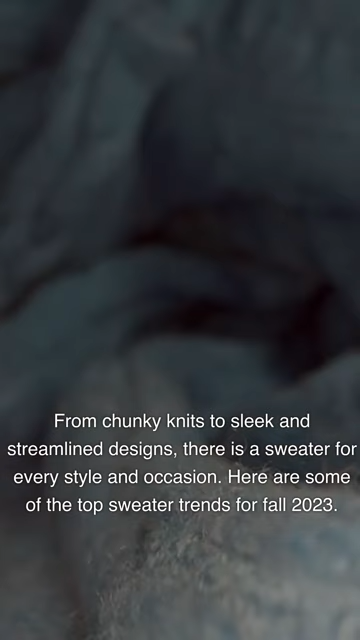 From chunky knits to sleek and
streamlined designs, there is a sweater for
every style and occasion. Here are some
of the top sweater trends for fall 2023.